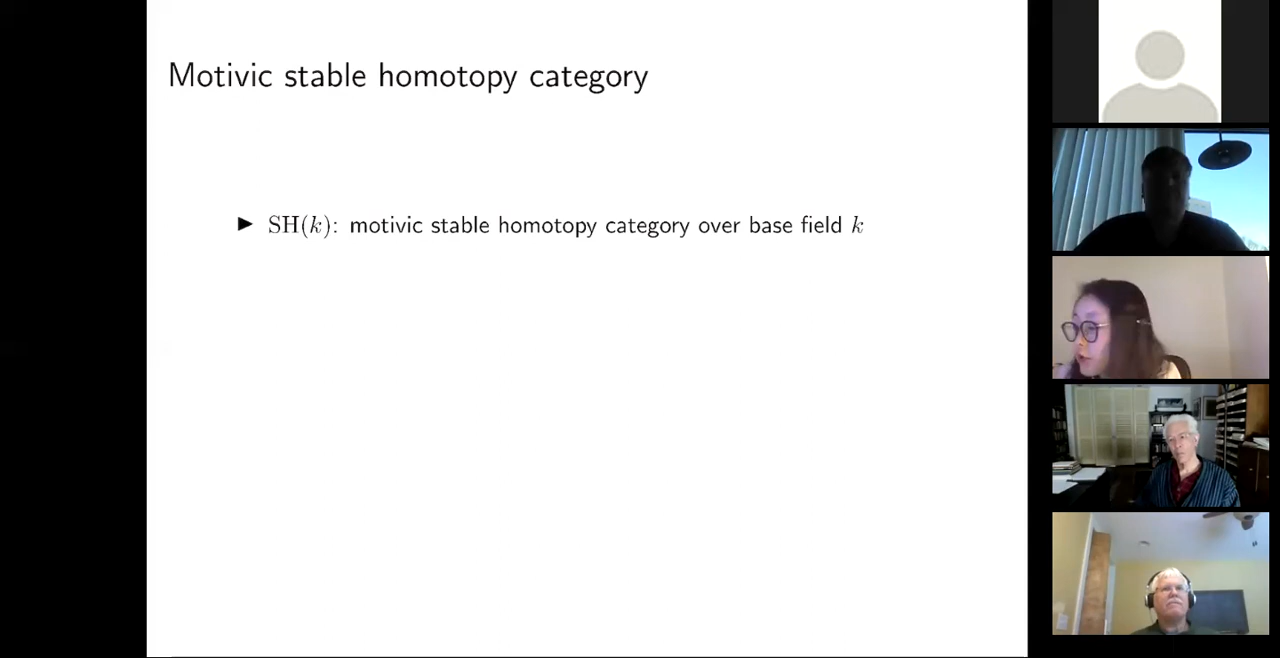 Motivic stable homotopy category
▶ SH(k): motivic stable homotopy category over base field k